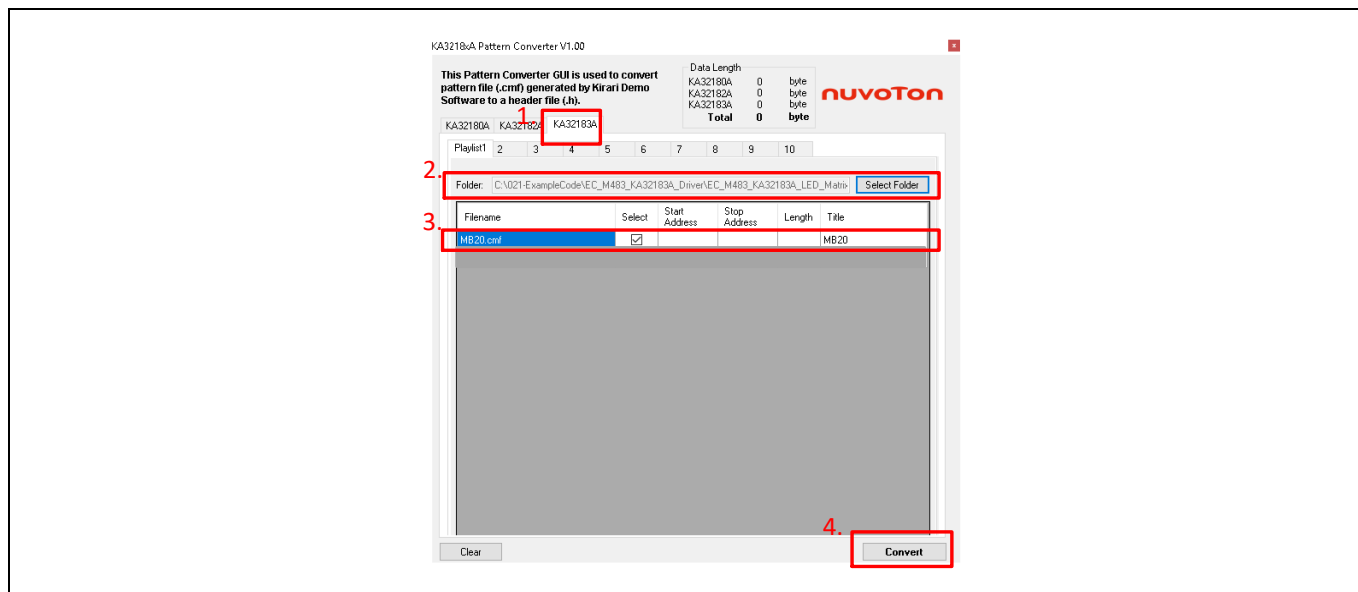 KA3218xA Pattern Converter V1.00
x
This Pattern Converter GUI is used to convert
pattern file (.cmf) generated by Kirari Demo
Software to a header file (.h).
Data Length
KA32180A 0 byte
KA32182A 0 byte
KA32183A 0 byte
Total 0 byte
nuvoTon
1.
KA32180A KA32182A KA32183A
Playlist1 2 3 4 5 6 7 8 9 10
2.
Folder: C:\021-ExampleCode\EC_M483_KA32183A_Driver\EC_M483_KA32183A_LED_Matrix Select Folder
3.
Filename Select Start Address Stop Address Length Title
MB20.cmf MB20
4.
Clear Convert